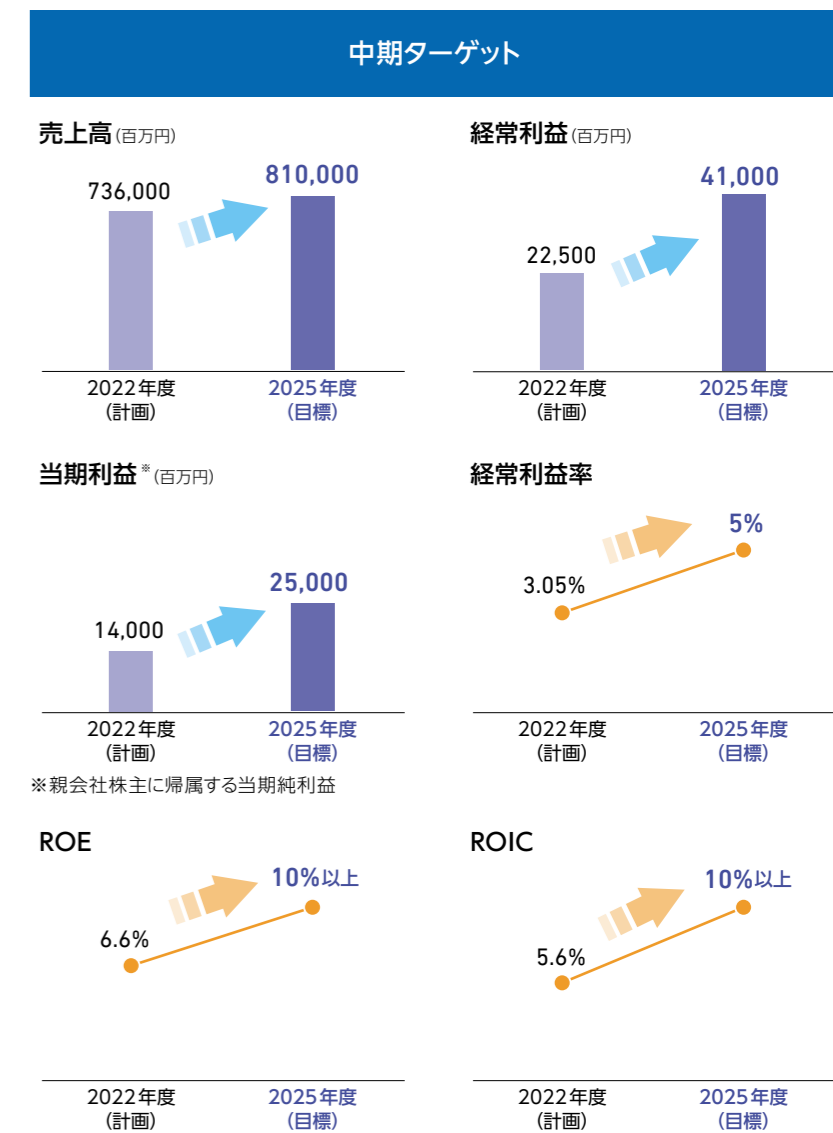 中期ターゲット
売上高(百万円)
736,000
810,000
2022年度
(計画)
2025年度
(目標)
経常利益(百万円)
22,500
41,000
2022年度
(計画)
2025年度
(目標)
当期利益※(百万円)
14,000
25,000
2022年度
(計画)
2025年度
(目標)
※親会社株主に帰属する当期純利益
経常利益率
3.05%
5%
2022年度
(計画)
2025年度
(目標)
ROE
6.6%
10%以上
2022年度
(計画)
2025年度
(目標)
ROIC
5.6%
10%以上
2022年度
(計画)
2025年度
(目標)